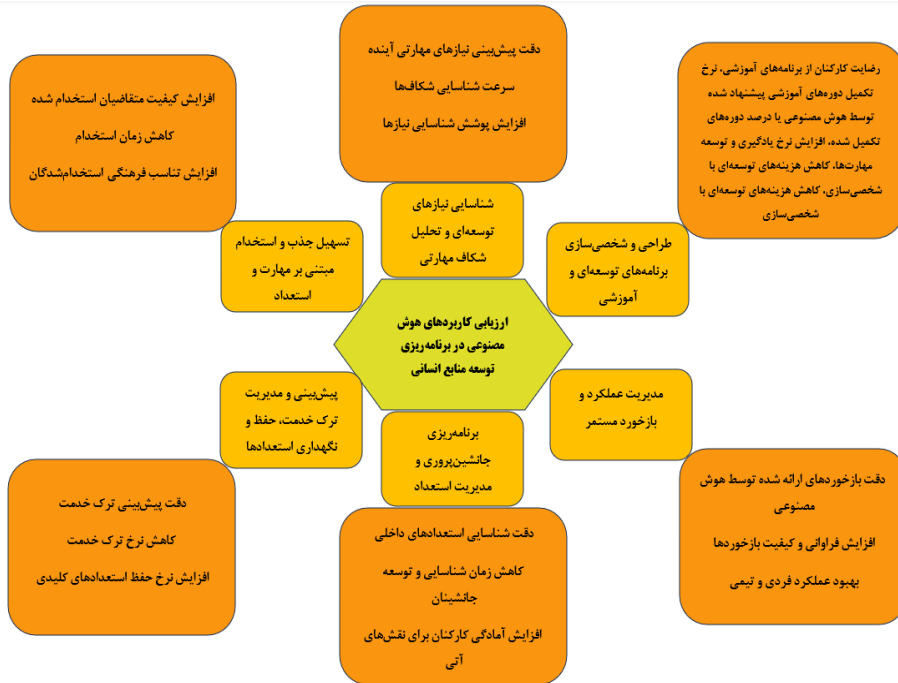 دقت پیش‌بینی نیازهای مهارتی آینده
سرعت شناسایی شکاف‌ها
افزایش پوشش شناسایی نیازها
رضایت کارکنان از برنامه‌های آموزشی، نرخ
تکمیل دوره‌های آموزشی پیشنهاد شده
توسط هوش مصنوعی یا درصد دوره‌های
تکمیل شده، افزایش نرخ یادگیری و توسعه
مهارت‌ها، کاهش هزینه‌های توسعه‌ای با
شخصی‌سازی، کاهش هزینه‌های توسعه‌ای با
شخصی‌سازی
افزایش کیفیت متقاضیان استخدام شده
کاهش زمان استخدام
افزایش تناسب فرهنگی استخدام‌شدگان
شناسایی نیازهای
توسعه‌ای و تحلیل
شکاف مهارتی
طراحی و شخصی‌سازی
برنامه‌های توسعه‌ای و
آموزشی
تسهیل جذب و استخدام
مبتنی بر مهارت و
استعداد
ارزیابی کاربردهای هوش
مصنوعی در برنامه‌ریزی
توسعه منابع انسانی
مدیریت عملکرد و
بازخورد مستمر
پیش‌بینی و مدیریت
ترک خدمت، حفظ و
نگهداری استعدادها
برنامه‌ریزی
جانشین‌پروری و
مدیریت استعداد
دقت بازخوردهای ارائه شده توسط هوش
مصنوعی
افزایش فراوانی و کیفیت بازخوردها
بهبود عملکرد فردی و تیمی
دقت پیش‌بینی ترک خدمت
کاهش نرخ ترک خدمت
افزایش نرخ حفظ استعدادهای کلیدی
دقت شناسایی استعدادهای داخلی
کاهش زمان شناسایی و توسعه
جانشینان
افزایش آمادگی کارکنان برای نقش‌های
آتی